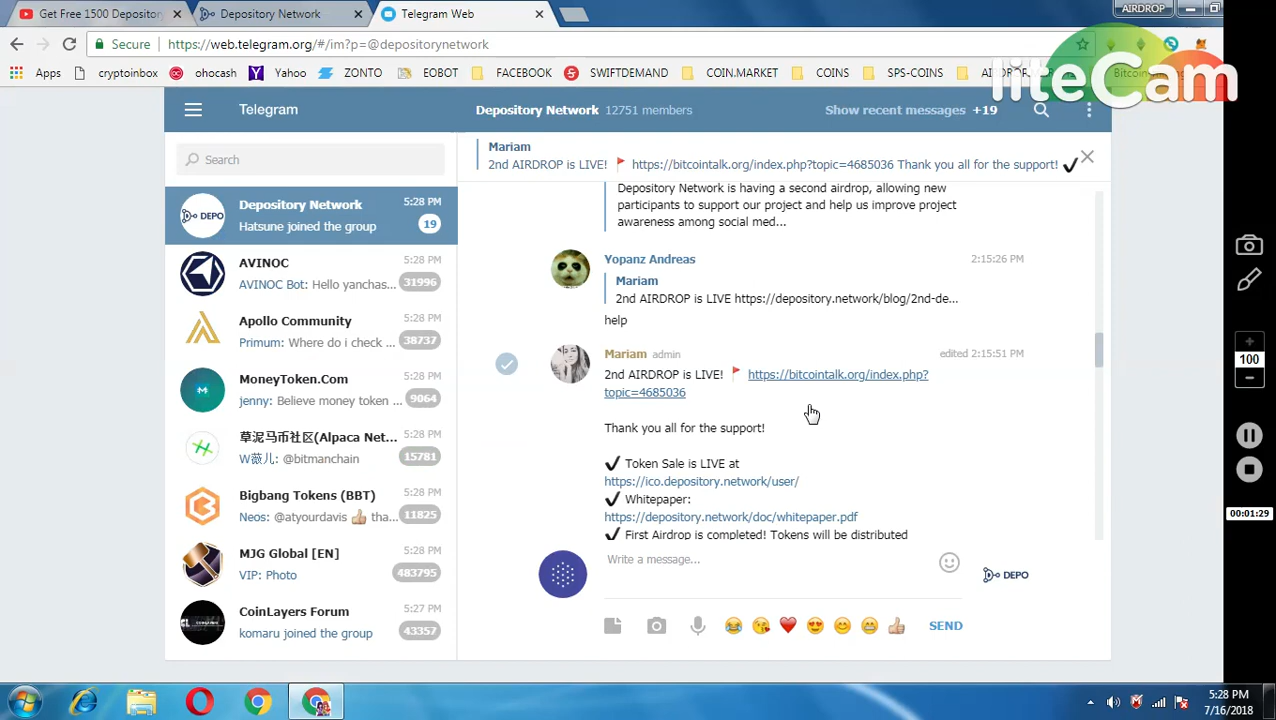 Get Free 1500 Depository
Depository Network
Telegram Web
AIRDROP
Secure
https://web.telegram.org/#/im?p=@depositorynetwork
Apps
cryptoinbox
ohocash
Yahoo
ZONTO
EOBOT
FACEBOOK
SWIFTDEMAND
COIN.MARKET
COINS
SPS-COINS
liteCam
Telegram
Depository Network 12751 members
Show recent messages +19
Search
Mariam
2nd AIRDROP is LIVE! https://bitcointalk.org/index.php?topic=4685036 Thank you all for the support!
Depository Network 5:28 PM
Hatsune joined the group 19
AVINOC 5:28 PM
AVINOC Bot: Hello yanchas... 31996
Apollo Community 5:28 PM
Primum: Where do i check ... 38737
MoneyToken.Com 5:28 PM
jenny: Believe money token ... 9064
草泥马币社区(Alpaca Net... 5:28 PM
W薇儿: @bitmanchain 15781
Bigbang Tokens (BBT) 5:28 PM
Neos: @atyourdavis 👍 tha... 11825
MJG Global [EN] 5:28 PM
VIP: Photo 483795
CoinLayers Forum 5:27 PM
komaru joined the group 43357
DEPO
Depository Network is having a second airdrop, allowing new
participants to support our project and help us improve project
awareness among social med...
Yopanz Andreas 2:15:26 PM
Mariam
2nd AIRDROP is LIVE https://depository.network/blog/2nd-de...
help
Mariam admin edited 2:15:51 PM
2nd AIRDROP is LIVE! https://bitcointalk.org/index.php?
topic=4685036
Thank you all for the support!
✔ Token Sale is LIVE at
https://ico.depository.network/user/
✔ Whitepaper:
https://depository.network/doc/whitepaper.pdf
✔ First Airdrop is completed! Tokens will be distributed
Write a message...
DEPO
SEND
100
00:01:29
5:28 PM
7/16/2018